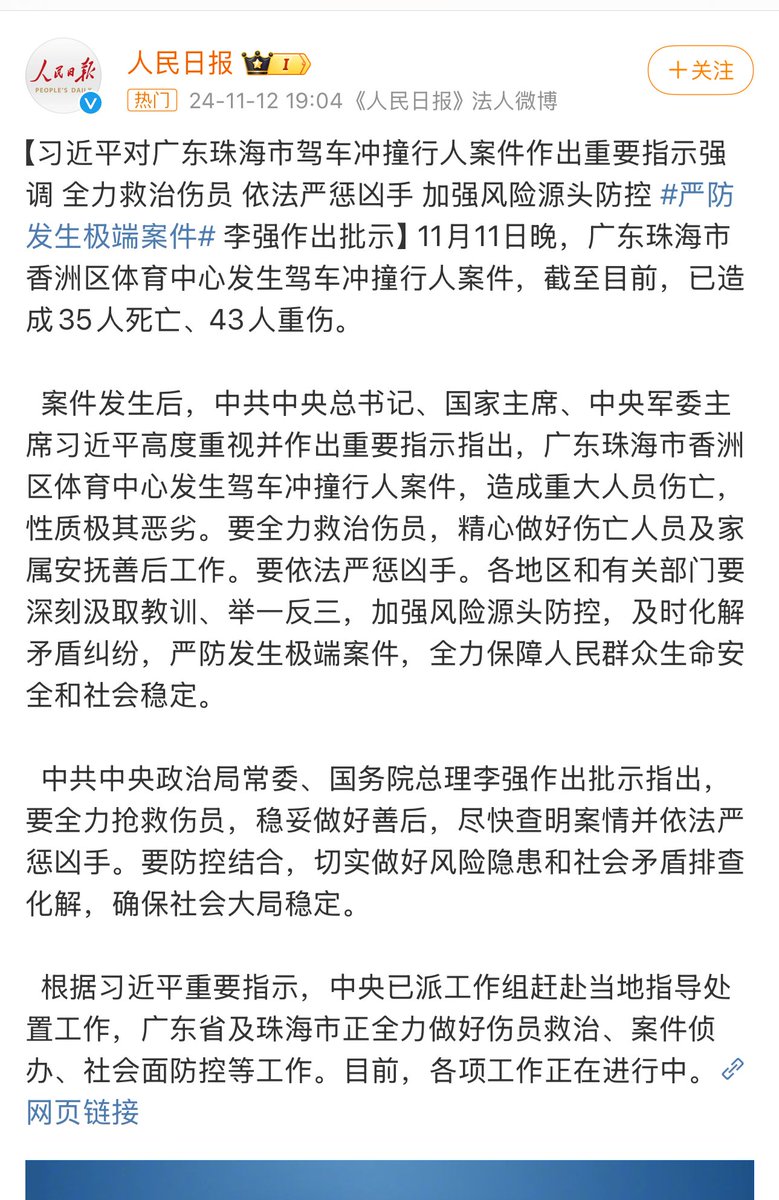 人民日报
PEOPLE'S DAILY
人民日报 I
+关注
热门 24-11-12 19:04 《人民日报》法人微博
【习近平对广东珠海市驾车冲撞行人案件作出重要指示强
调 全力救治伤员 依法严惩凶手 加强风险源头防控 #严防
发生极端案件# 李强作出批示】11月11日晚，广东珠海市
香洲区体育中心发生驾车冲撞行人案件，截至目前，已造
成35人死亡、43人重伤。
案件发生后，中共中央总书记、国家主席、中央军委主
席习近平高度重视并作出重要指示指出，广东珠海市香洲
区体育中心发生驾车冲撞行人案件，造成重大人员伤亡，
性质极其恶劣。要全力救治伤员，精心做好伤亡人员及家
属安抚善后工作。要依法严惩凶手。各地区和有关部门要
深刻汲取教训、举一反三，加强风险源头防控，及时化解
矛盾纠纷，严防发生极端案件，全力保障人民群众生命安
全和社会稳定。
中共中央政治局常委、国务院总理李强作出批示指出，
要全力抢救伤员，稳妥做好善后，尽快查明案情并依法严
惩凶手。要防控结合，切实做好风险隐患和社会矛盾排查
化解，确保社会大局稳定。
根据习近平重要指示，中央已派工作组赶赴当地指导处
置工作，广东省及珠海市正全力做好伤员救治、案件侦
办、社会面防控等工作。目前，各项工作正在进行中。
网页链接